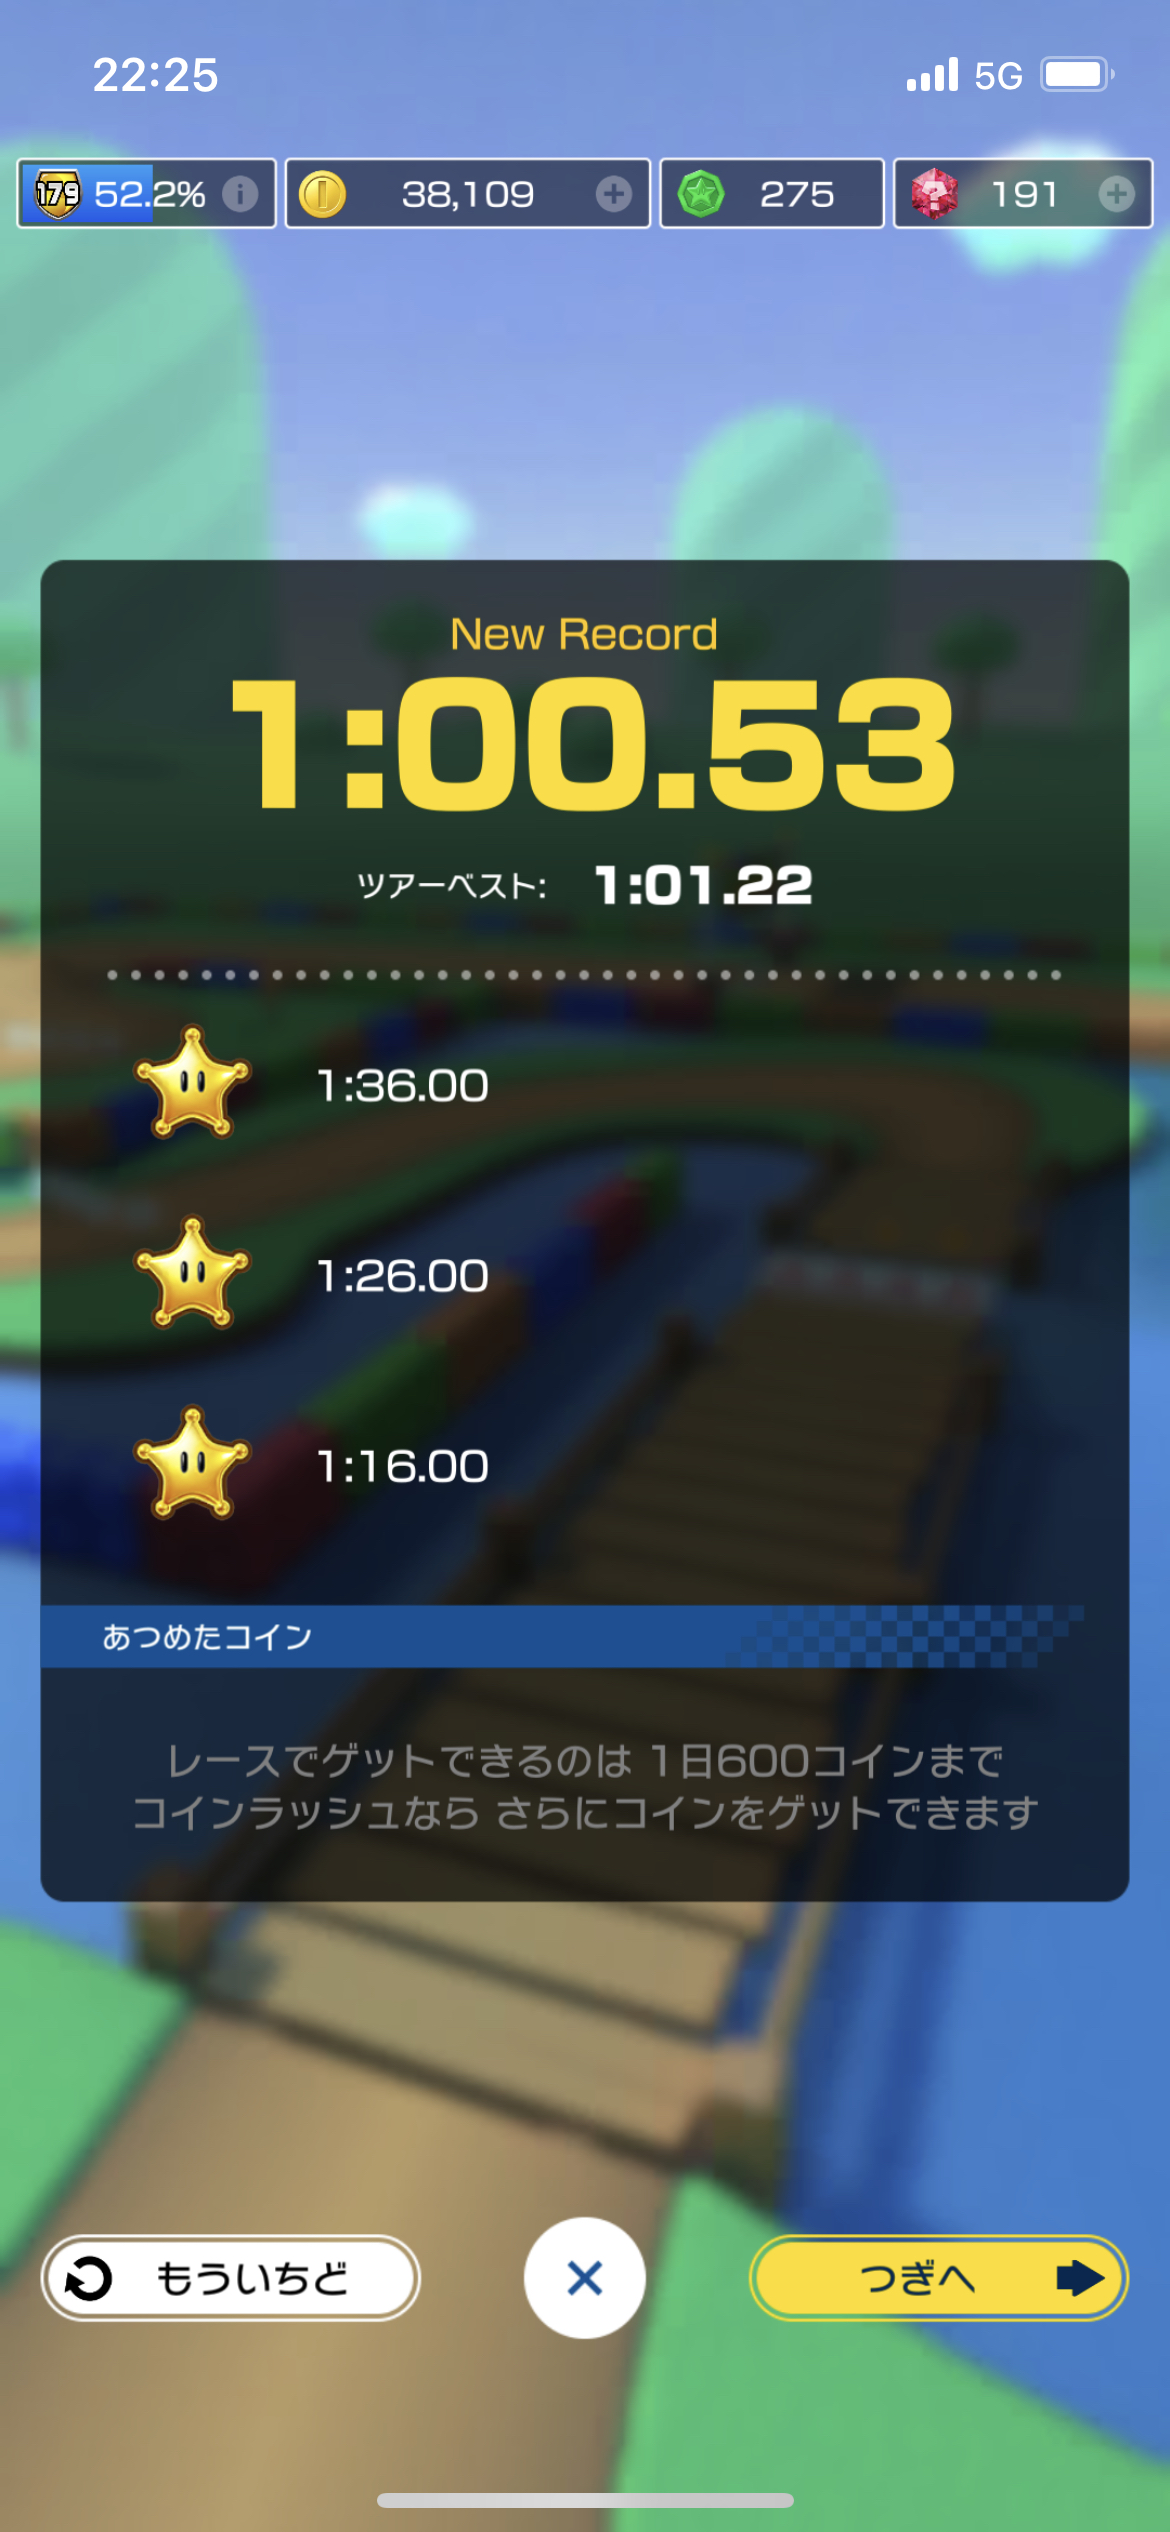 22:25
5G
179 52.2% i
38,109 +
275
191 +
New Record
1:00.53
ツアーベスト: 1:01.22
1:36.00
1:26.00
1:16.00
あつめたコイン
レースでゲットできるのは 1日600コインまで
コインラッシュなら さらにコインをゲットできます
もういちど
×
つぎへ